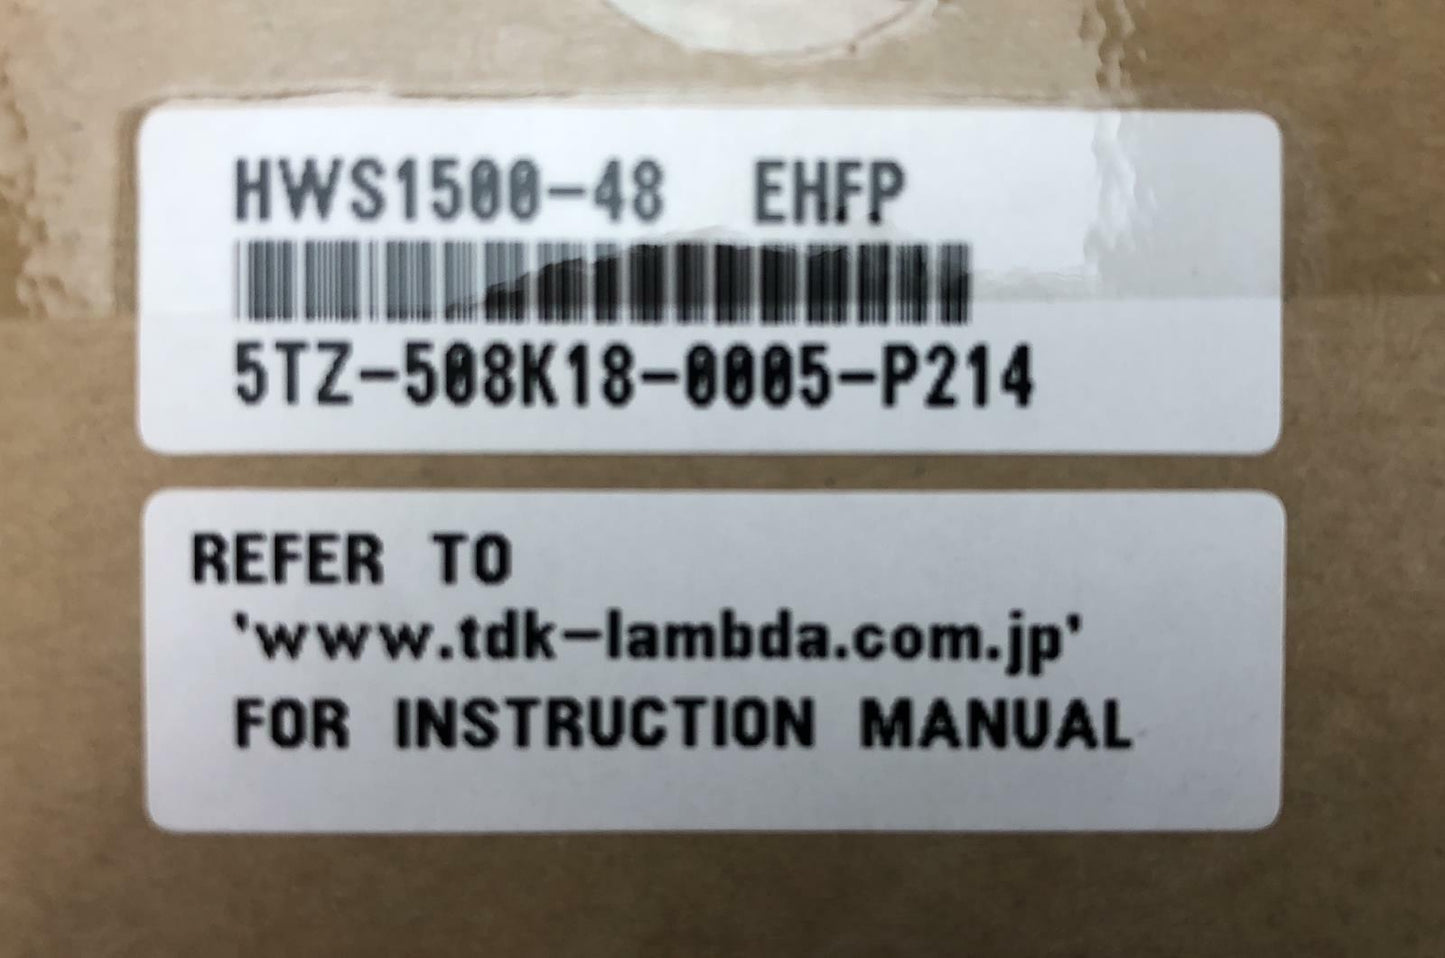 HWS1500-48 EHFP
5TZ-508K18-0005-P214
REFER TO
'www.tdk-lambda.com.jp'
FOR INSTRUCTION MANUAL